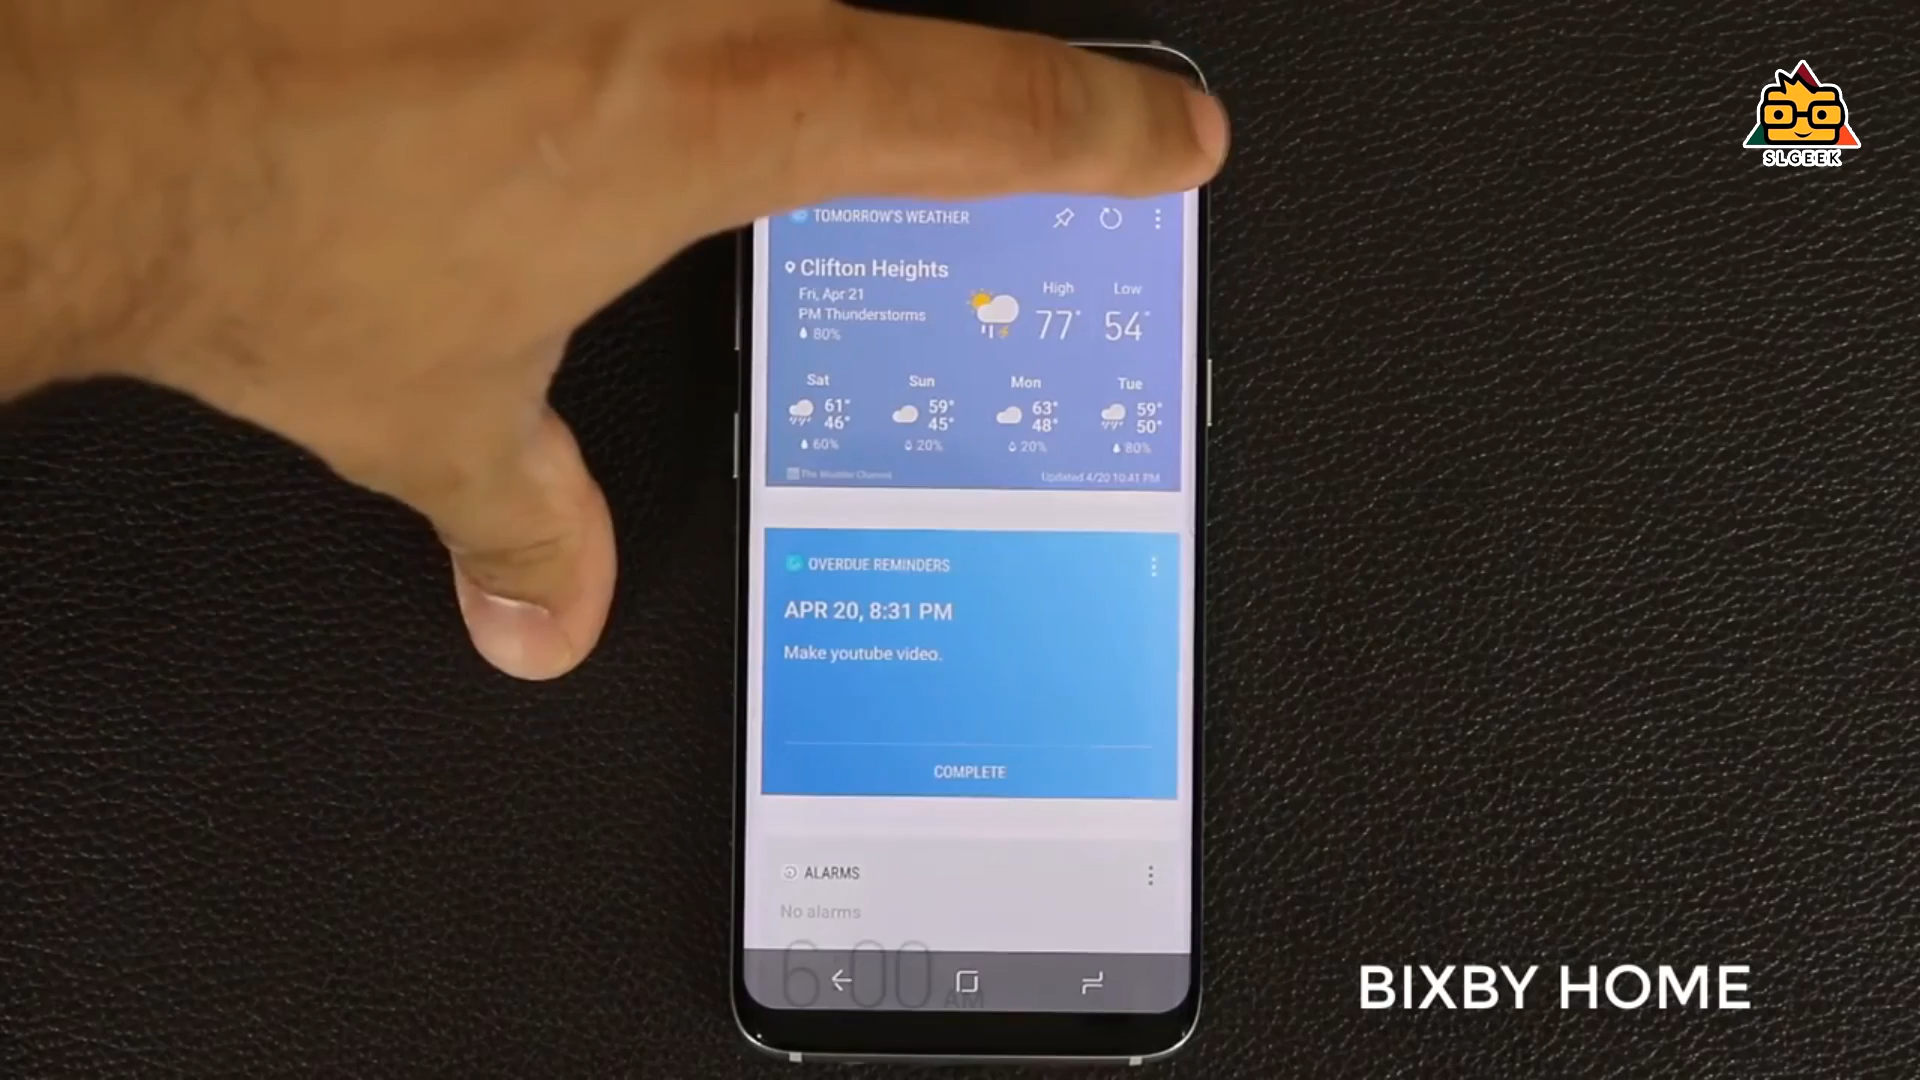 SLGEEK
TOMORROW'S WEATHER
Clifton Heights
Fri, Apr 21
PM Thunderstorms
80%
High
Low
77°
54°
Sat
Sun
Mon
Tue
61°
46°
59°
45°
63°
48°
59°
50°
60%
20%
20%
80%
The Weather Channel
Updated 4/20 10:41 PM
OVERDUE REMINDERS
APR 20, 8:31 PM
Make youtube video.
COMPLETE
ALARMS
No alarms
6:00 AM
BIXBY HOME